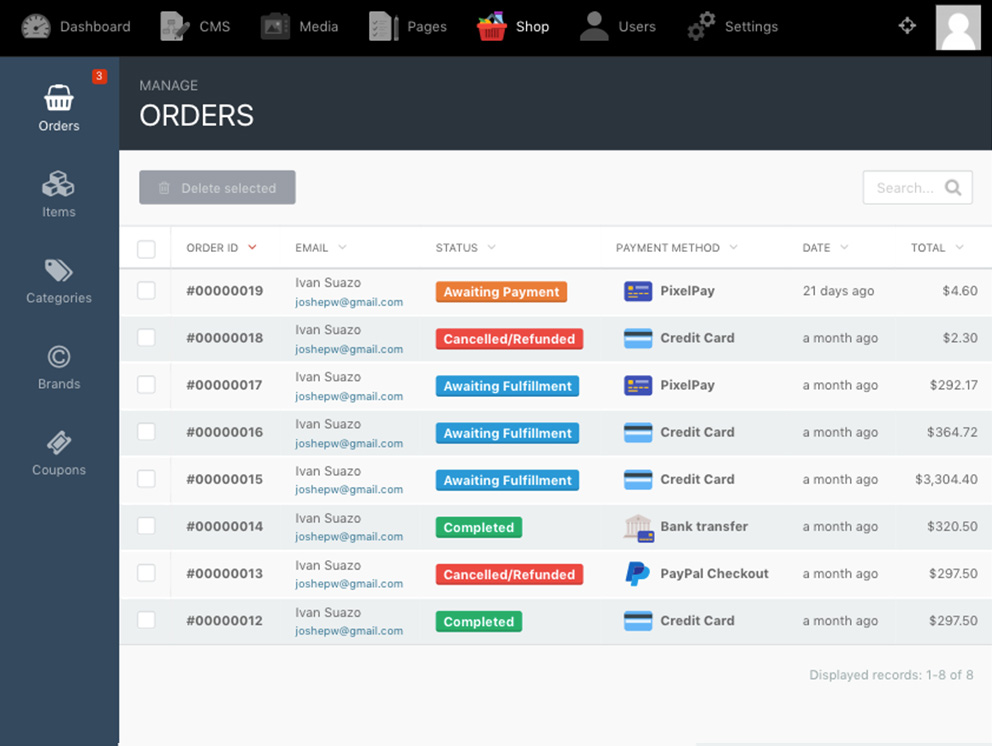 Dashboard CMS Media Pages Shop Users Settings
3
Orders
Items
Categories
Brands
Coupons
MANAGE
ORDERS
Delete selected Search...
ORDER ID EMAIL STATUS PAYMENT METHOD DATE TOTAL
#00000019 Ivan Suazo joshepw@gmail.com Awaiting Payment PixelPay 21 days ago $4.60
#00000018 Ivan Suazo joshepw@gmail.com Cancelled/Refunded Credit Card a month ago $2.30
#00000017 Ivan Suazo joshepw@gmail.com Awaiting Fulfillment PixelPay a month ago $292.17
#00000016 Ivan Suazo joshepw@gmail.com Awaiting Fulfillment Credit Card a month ago $364.72
#00000015 Ivan Suazo joshepw@gmail.com Awaiting Fulfillment Credit Card a month ago $3,304.40
#00000014 Ivan Suazo joshepw@gmail.com Completed Bank transfer a month ago $320.50
#00000013 Ivan Suazo joshepw@gmail.com Cancelled/Refunded PayPal Checkout a month ago $297.50
#00000012 Ivan Suazo joshepw@gmail.com Completed Credit Card a month ago $297.50
Displayed records: 1-8 of 8